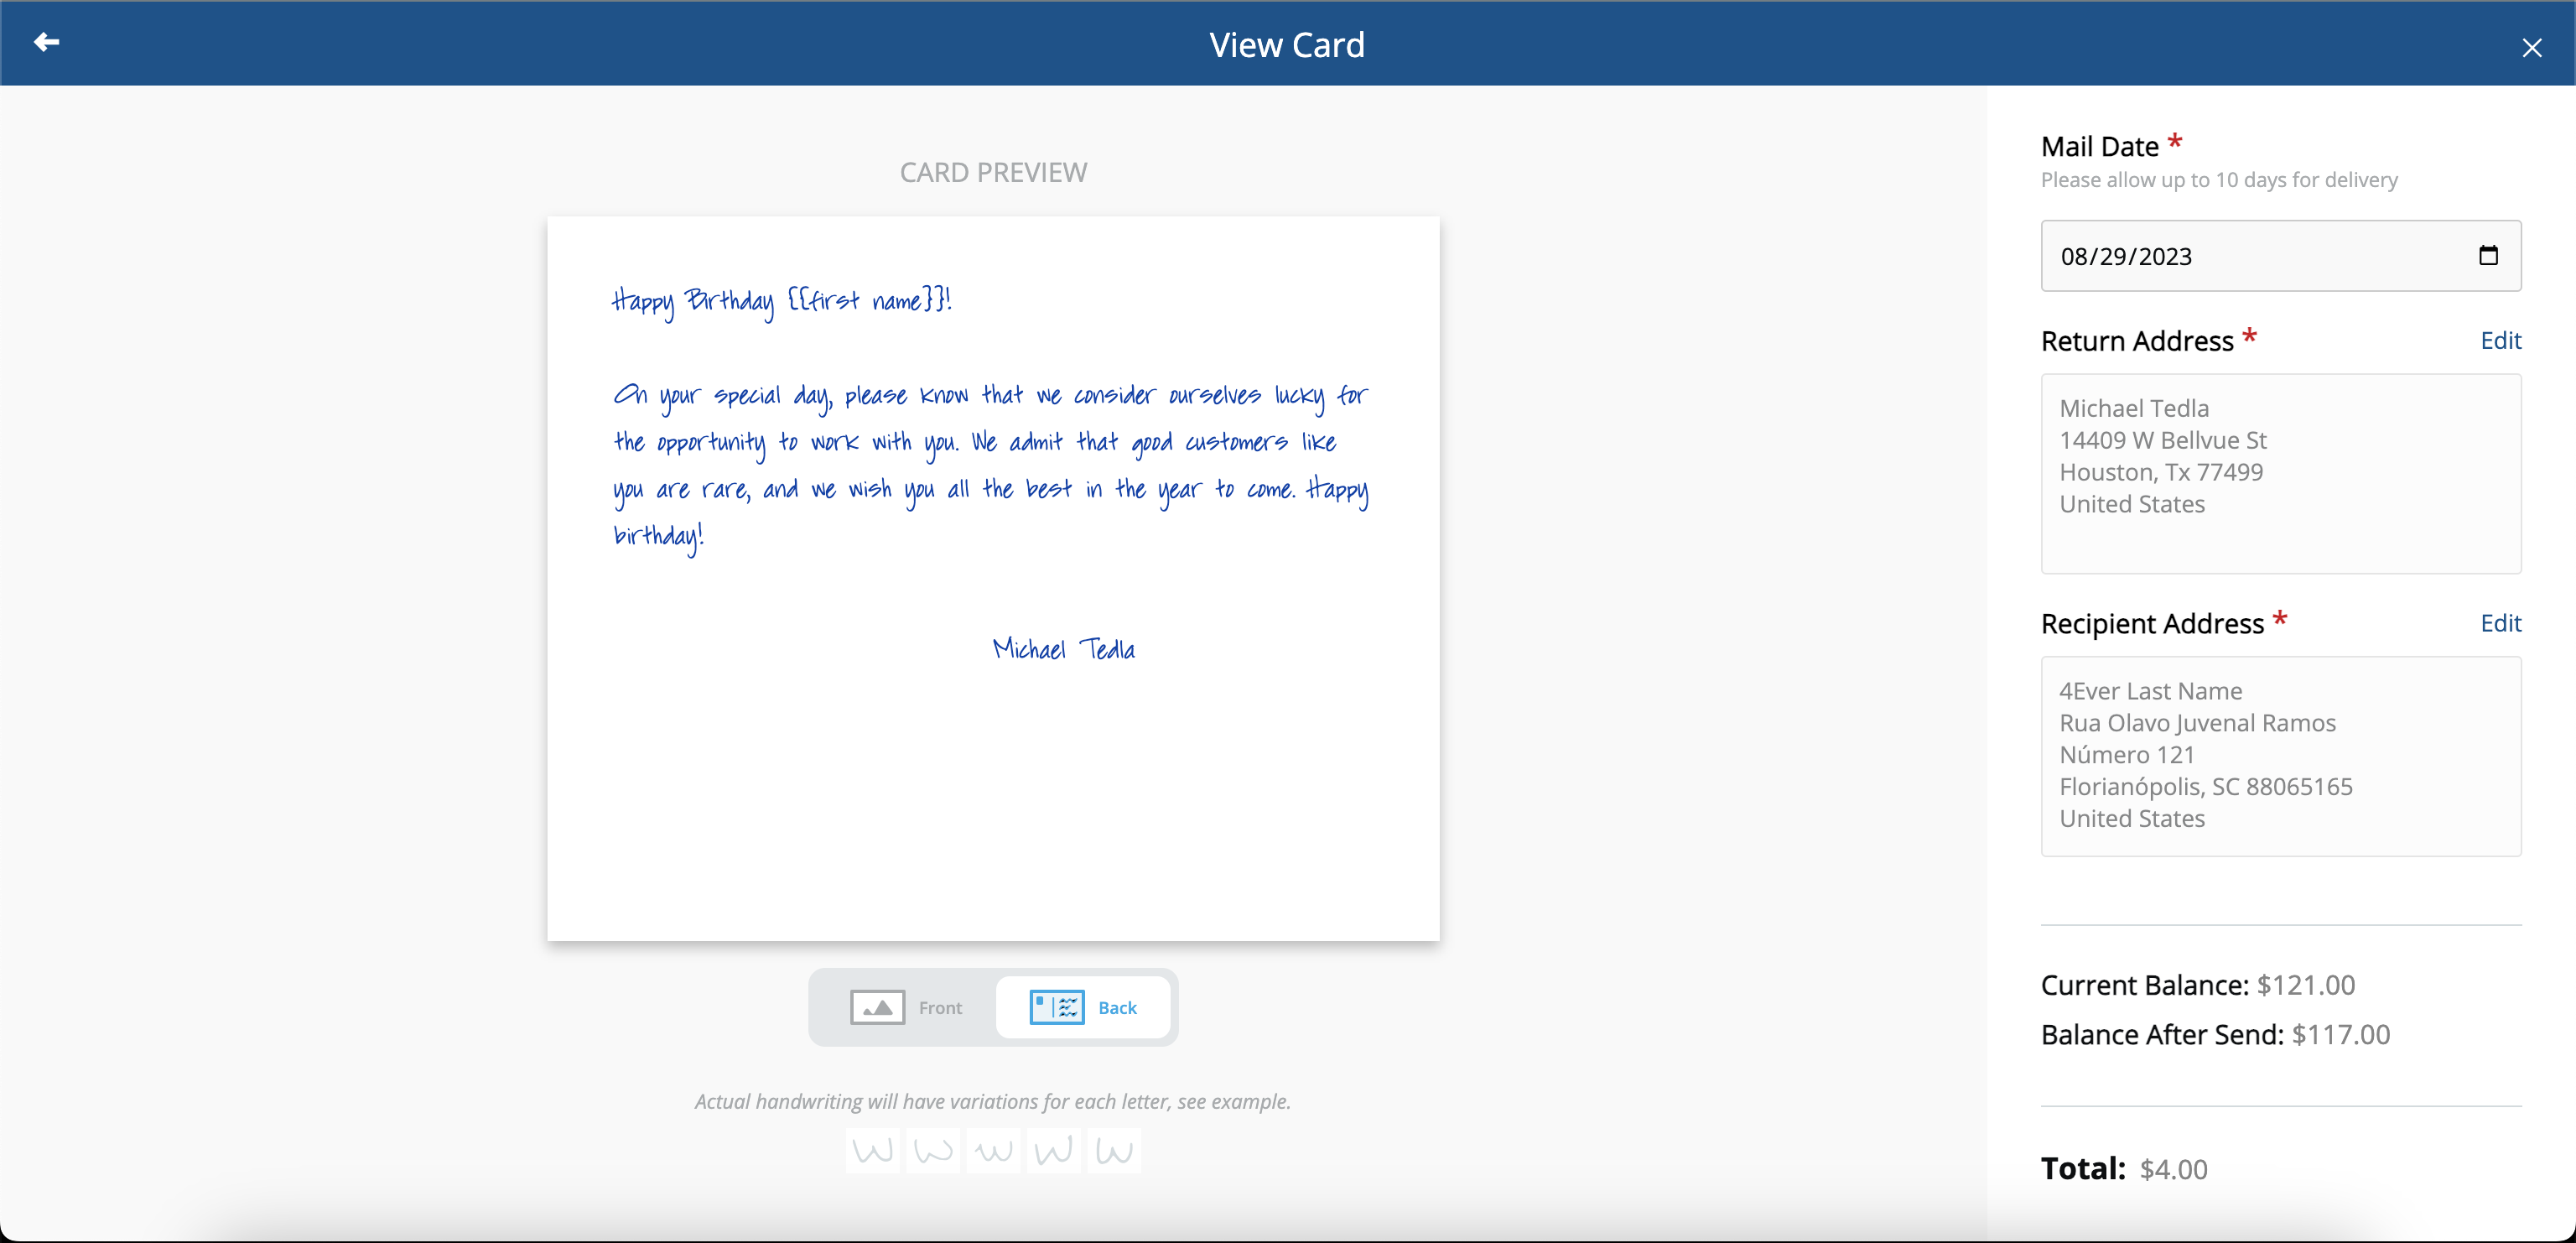 View Card
CARD PREVIEW
Happy Birthday {{first name}}!
On your special day, please know that we consider ourselves lucky for
the opportunity to work with you. We admit that good customers like
you are rare, and we wish you all the best in the year to come. Happy
birthday!
Michael Tedla
Front
Back
Actual handwriting will have variations for each letter, see example.
w w w w w
Mail Date *
Please allow up to 10 days for delivery
08/29/2023
Return Address *
Edit
Michael Tedla
14409 W Bellvue St
Houston, Tx 77499
United States
Recipient Address *
Edit
4Ever Last Name
Rua Olavo Juvenal Ramos
Número 121
Florianópolis, SC 88065165
United States
Current Balance: $121.00
Balance After Send: $117.00
Total: $4.00